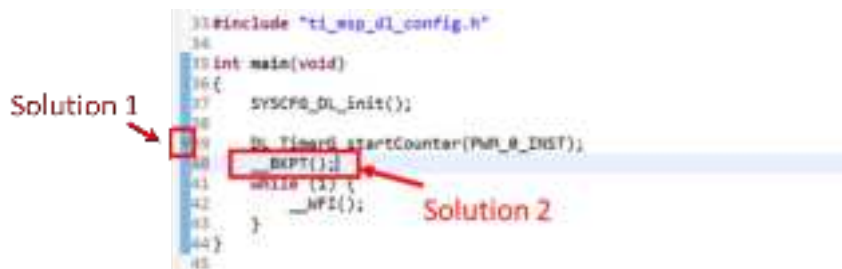 33 #include "ti_msp_dl_config.h"
34
35 int main(void)
36 {
37 SYSCFG_DL_init();
Solution 1
38
39 DL_TimerG_startCounter(PWM_0_INST);
40 __BKPT();
41 while (1) {
42 __WFI();
Solution 2
43 }
44 }
45